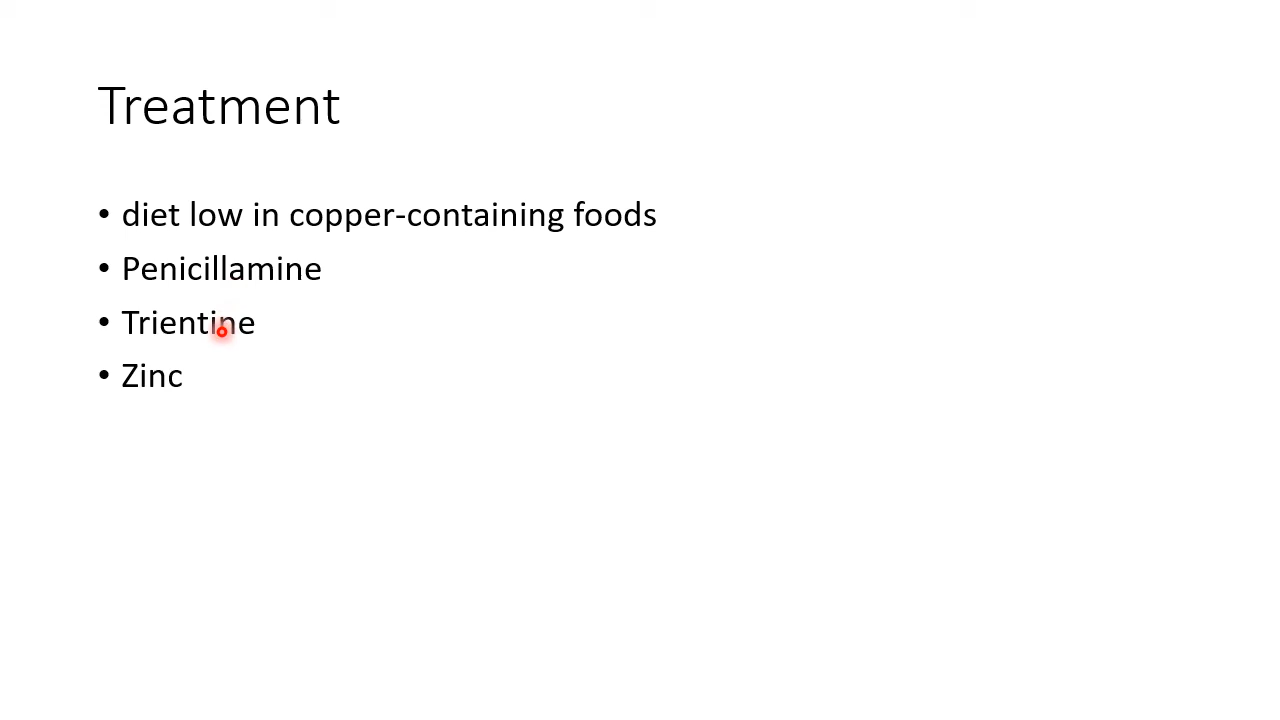 Treatment
• diet low in copper-containing foods
• Penicillamine
• Trientine
• Zinc